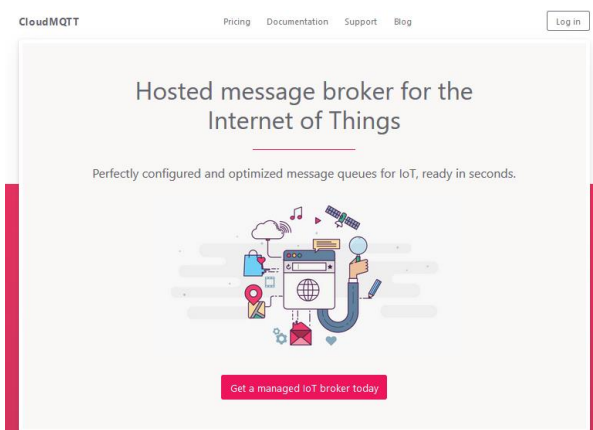 CloudMQTT
Pricing Documentation Support Blog
Log in
Hosted message broker for the
Internet of Things
Perfectly configured and optimized message queues for IoT, ready in seconds.
Get a managed IoT broker today